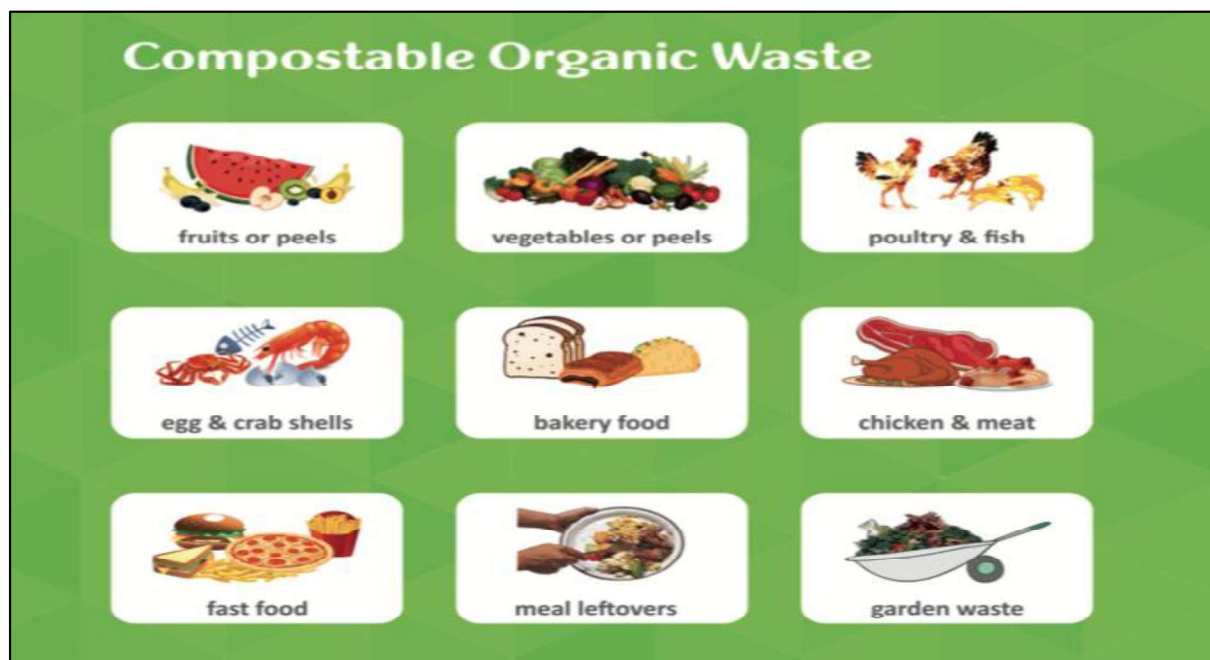 Compostable Organic Waste
fruits or peels
vegetables or peels
poultry & fish
egg & crab shells
bakery food
chicken & meat
fast food
meal leftovers
garden waste